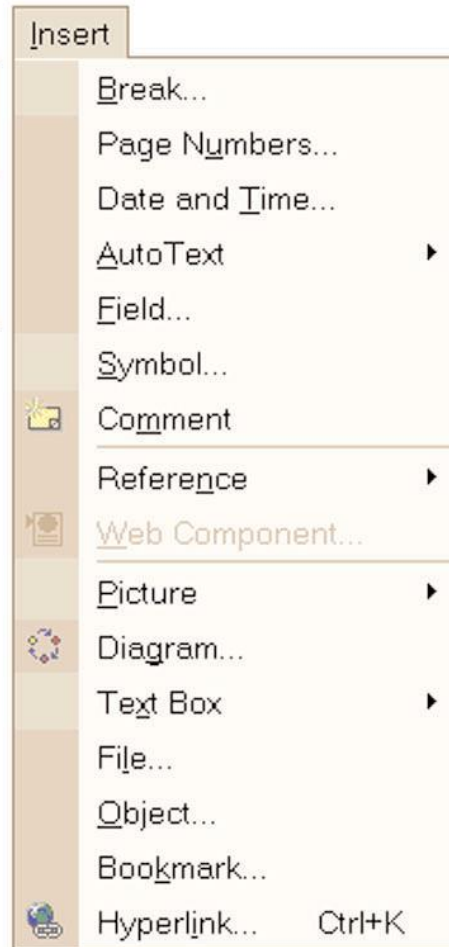 Insert
Break...
Page Numbers...
Date and Time...
AutoText
Field...
Symbol...
Comment
Reference
Web Component...
Picture
Diagram...
Text Box
File...
Object...
Bookmark...
Hyperlink... Ctrl+K